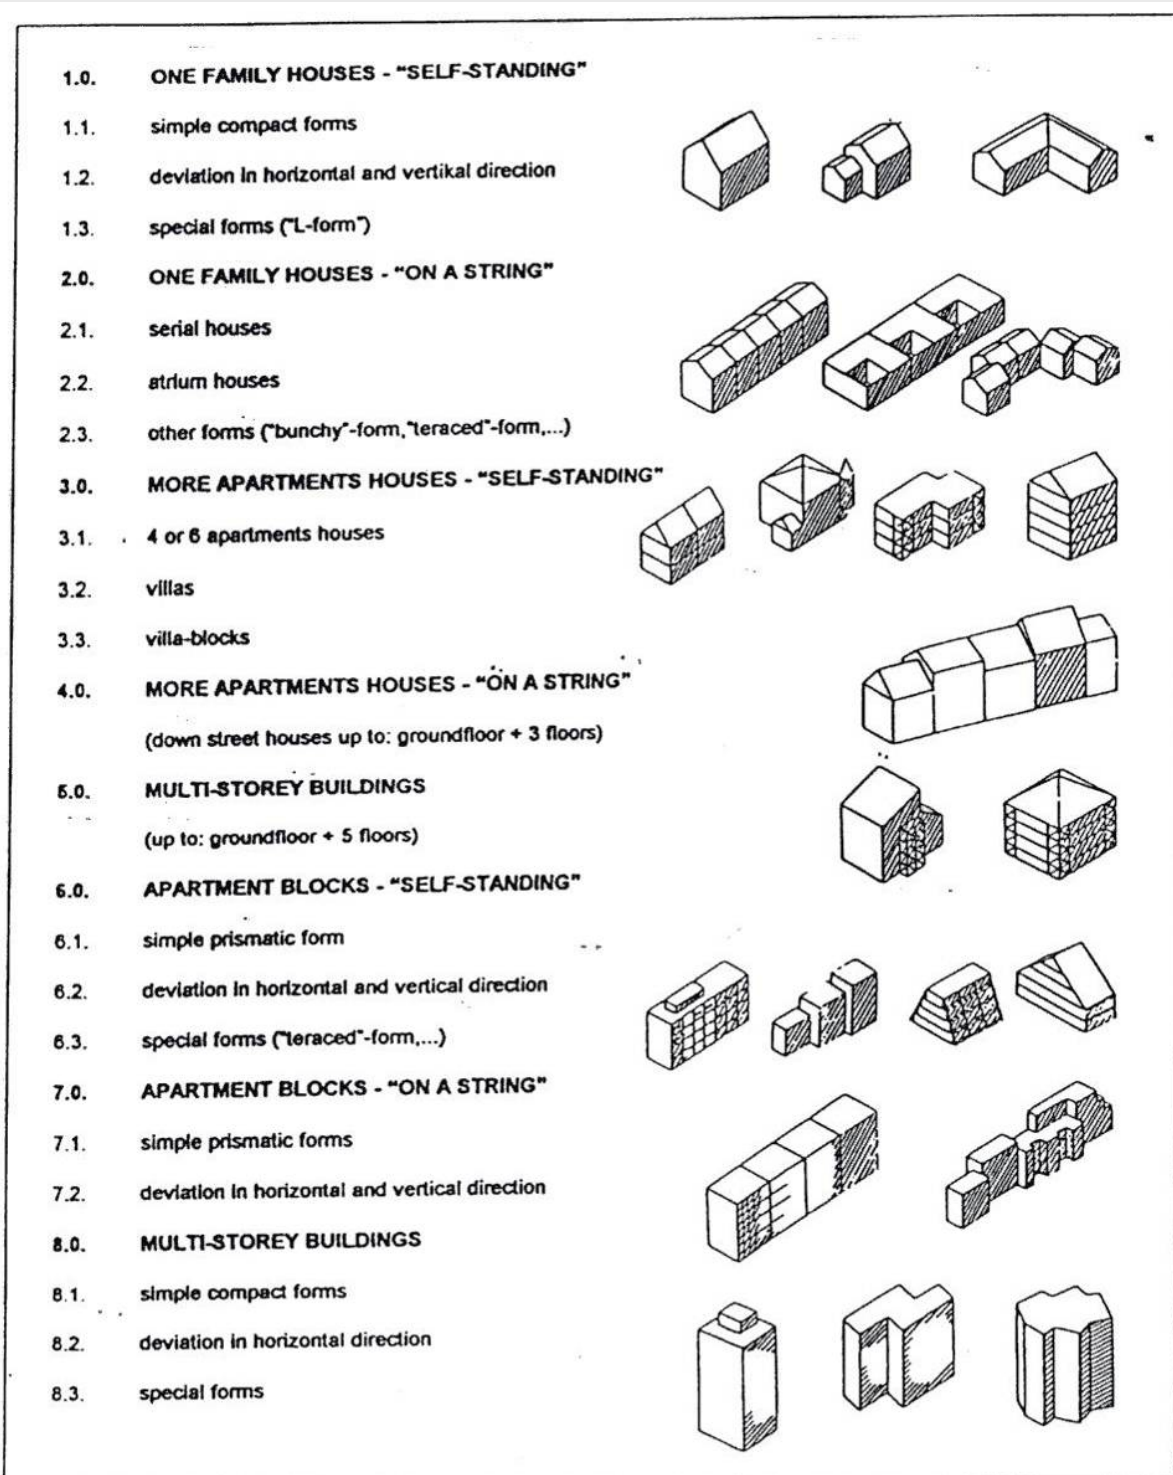 1.0. ONE FAMILY HOUSES - "SELF-STANDING"
1.1. simple compact forms
1.2. deviation in horizontal and vertikal direction
1.3. special forms ("L-form")
2.0. ONE FAMILY HOUSES - "ON A STRING"
2.1. serial houses
2.2. atrium houses
2.3. other forms ("bunchy"-form,"teraced"-form,...)
3.0. MORE APARTMENTS HOUSES - "SELF-STANDING"
3.1. 4 or 6 apartments houses
3.2. villas
3.3. villa-blocks
4.0. MORE APARTMENTS HOUSES - "ON A STRING"
(down street houses up to: groundfloor + 3 floors)
5.0. MULTI-STOREY BUILDINGS
(up to: groundfloor + 5 floors)
6.0. APARTMENT BLOCKS - "SELF-STANDING"
6.1. simple prismatic form
6.2. deviation in horizontal and vertical direction
6.3. special forms ("teraced"-form,...)
7.0. APARTMENT BLOCKS - "ON A STRING"
7.1. simple prismatic forms
7.2. deviation in horizontal and vertical direction
8.0. MULTI-STOREY BUILDINGS
8.1. simple compact forms
8.2. deviation in horizontal direction
8.3. special forms